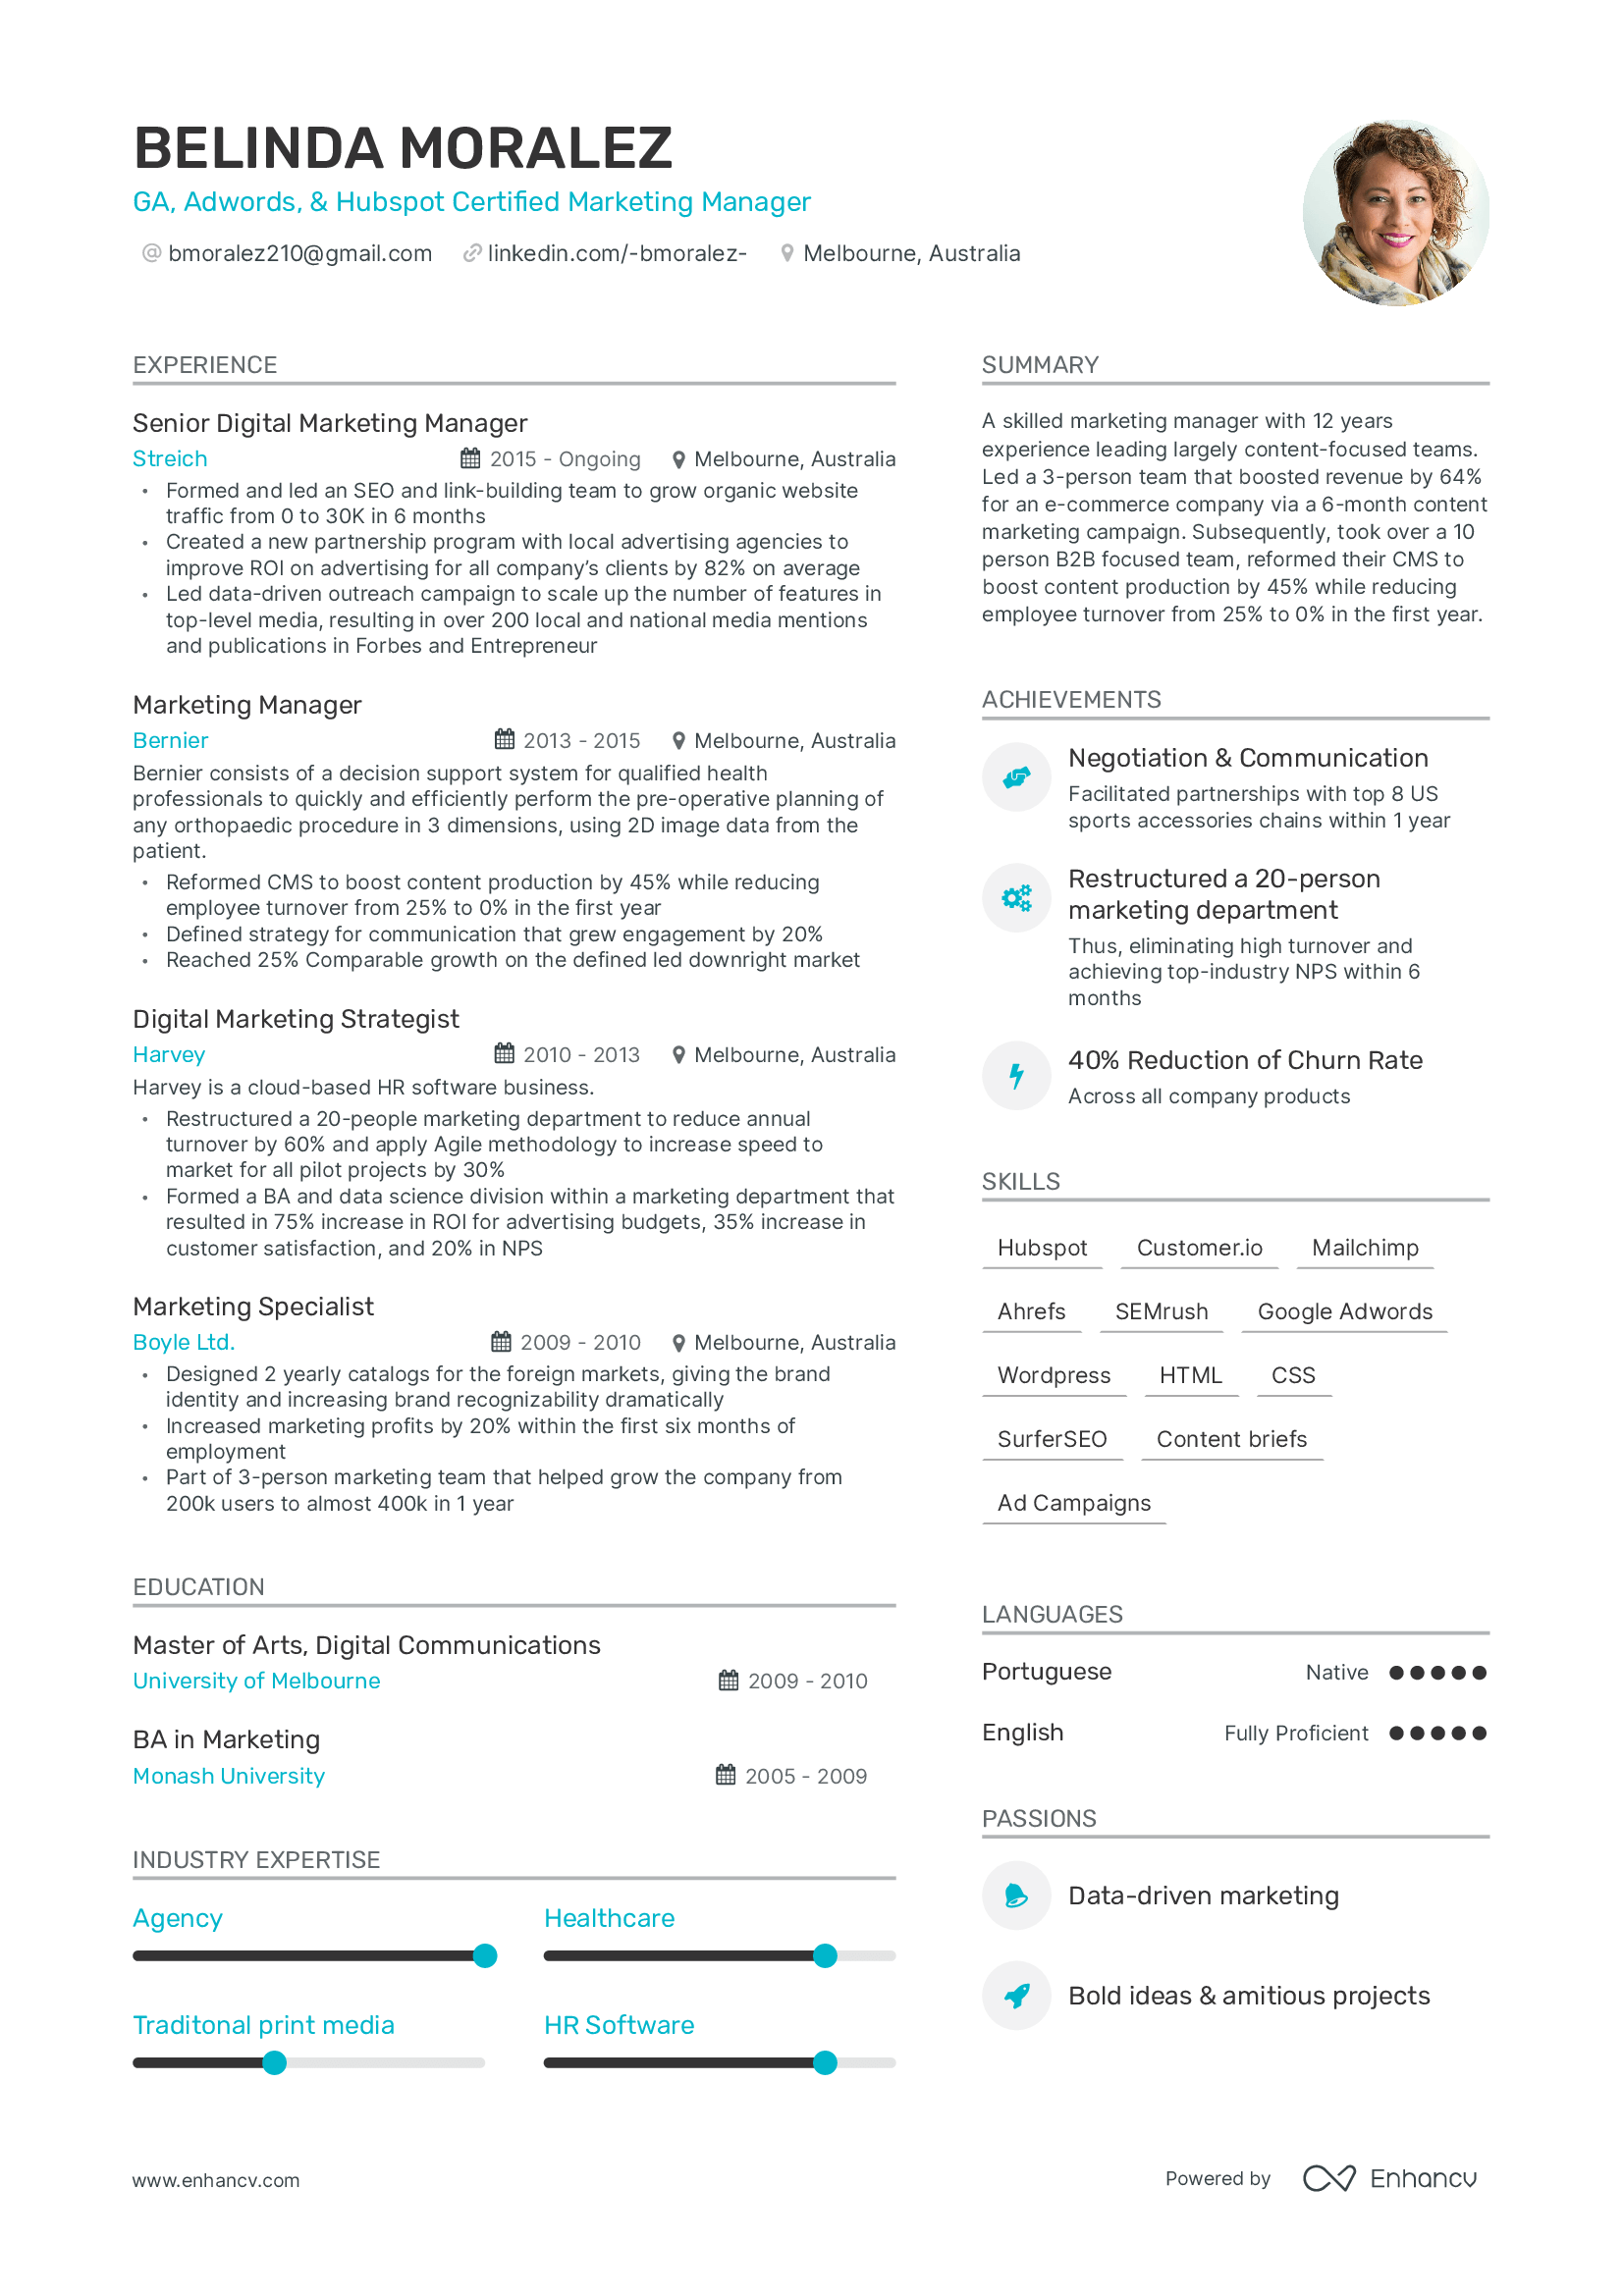 BELINDA MORALEZ
GA, Adwords, & Hubspot Certified Marketing Manager
@ bmoralez210@gmail.com linkedin.com/-bmoralez- Melbourne, Australia
EXPERIENCE
Senior Digital Marketing Manager
Streich 2015 - Ongoing Melbourne, Australia
• Formed and led an SEO and link-building team to grow organic website
traffic from 0 to 30K in 6 months
• Created a new partnership program with local advertising agencies to
improve ROI on advertising for all company's clients by 82% on average
• Led data-driven outreach campaign to scale up the number of features in
top-level media, resulting in over 200 local and national media mentions
and publications in Forbes and Entrepreneur
Marketing Manager
Bernier 2013 - 2015 Melbourne, Australia
Bernier consists of a decision support system for qualified health
professionals to quickly and efficiently perform the pre-operative planning of
any orthopaedic procedure in 3 dimensions, using 2D image data from the
patient.
• Reformed CMS to boost content production by 45% while reducing
employee turnover from 25% to 0% in the first year
• Defined strategy for communication that grew engagement by 20%
• Reached 25% Comparable growth on the defined led downright market
Digital Marketing Strategist
Harvey 2010 - 2013 Melbourne, Australia
Harvey is a cloud-based HR software business.
• Restructured a 20-people marketing department to reduce annual
turnover by 60% and apply Agile methodology to increase speed to
market for all pilot projects by 30%
• Formed a BA and data science division within a marketing department that
resulted in 75% increase in ROI for advertising budgets, 35% increase in
customer satisfaction, and 20% in NPS
Marketing Specialist
Boyle Ltd. 2009 - 2010 Melbourne, Australia
• Designed 2 yearly catalogs for the foreign markets, giving the brand
identity and increasing brand recognizability dramatically
• Increased marketing profits by 20% within the first six months of
employment
• Part of 3-person marketing team that helped grow the company from
200k users to almost 400k in 1 year
EDUCATION
Master of Arts, Digital Communications
University of Melbourne 2009 - 2010
BA in Marketing
Monash University 2005 - 2009
INDUSTRY EXPERTISE
Agency Healthcare
Traditonal print media HR Software
SUMMARY
A skilled marketing manager with 12 years
experience leading largely content-focused teams.
Led a 3-person team that boosted revenue by 64%
for an e-commerce company via a 6-month content
marketing campaign. Subsequently, took over a 10
person B2B focused team, reformed their CMS to
boost content production by 45% while reducing
employee turnover from 25% to 0% in the first year.
ACHIEVEMENTS
Negotiation & Communication
Facilitated partnerships with top 8 US
sports accessories chains within 1 year
Restructured a 20-person
marketing department
Thus, eliminating high turnover and
achieving top-industry NPS within 6
months
40% Reduction of Churn Rate
Across all company products
SKILLS
Hubspot Customer.io Mailchimp
Ahrefs SEMrush Google Adwords
Wordpress HTML CSS
SurferSEO Content briefs
Ad Campaigns
LANGUAGES
Portuguese Native
English Fully Proficient
PASSIONS
Data-driven marketing
Bold ideas & amitious projects
www.enhancv.com Powered by Enhancv